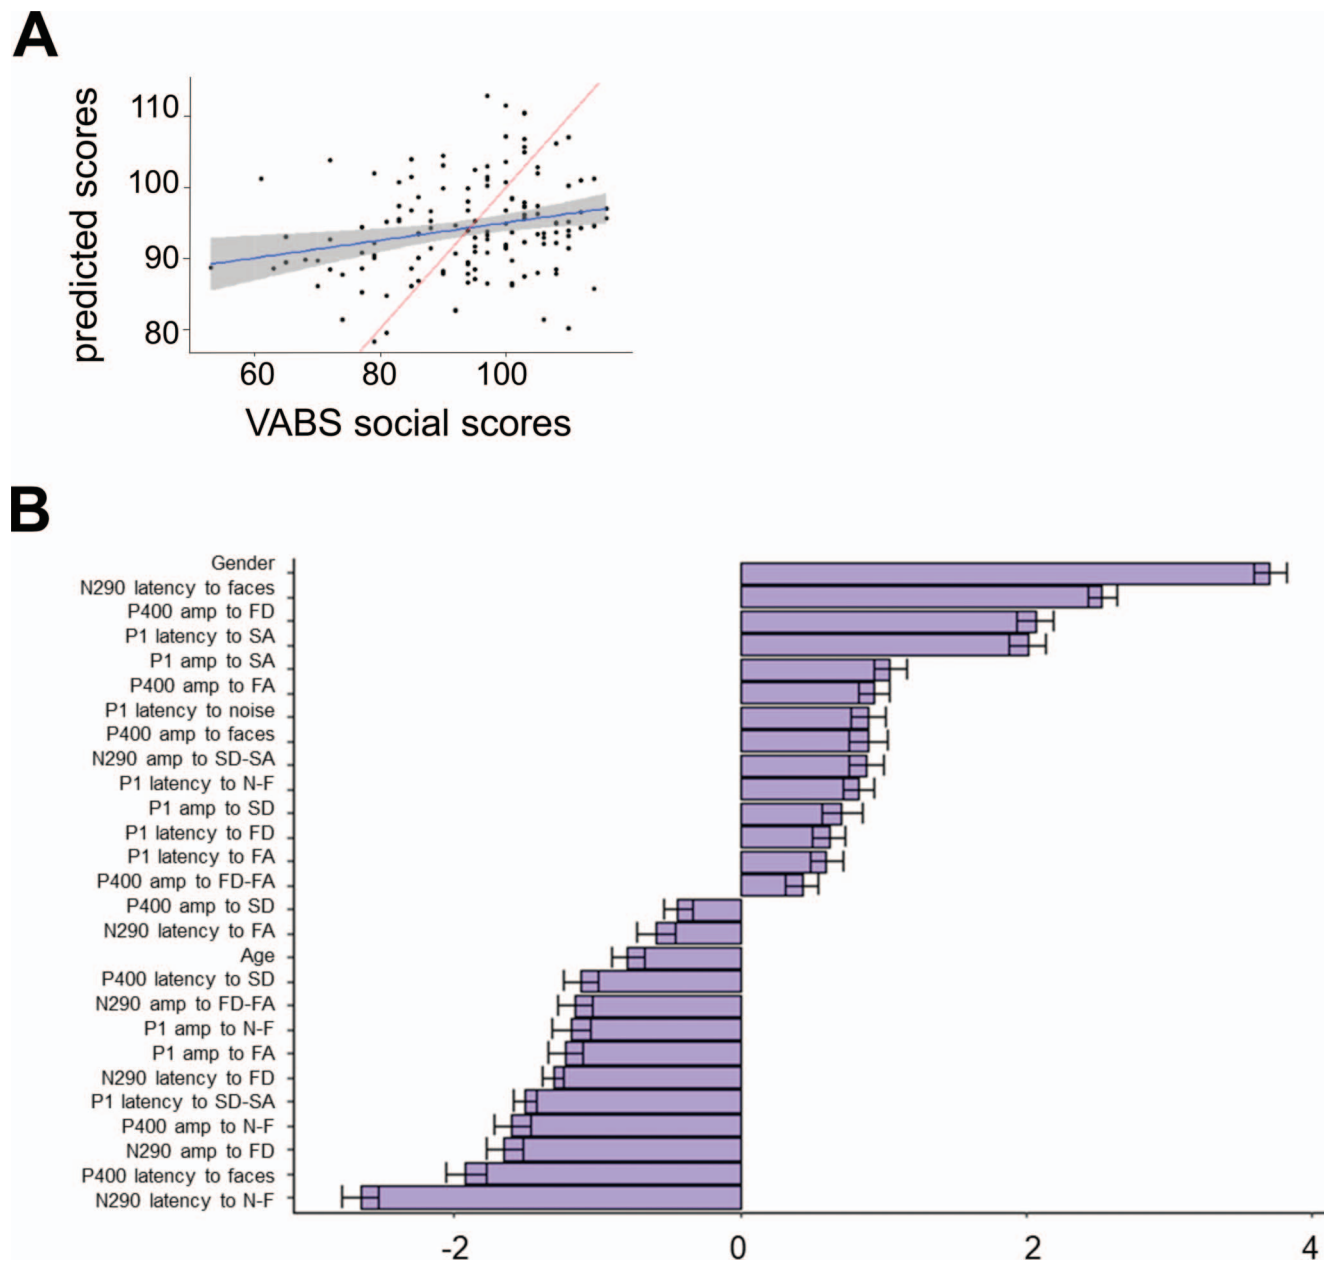 A
predicted scores
110
100
90
80
60 80 100
VABS social scores
B
Gender
N290 latency to faces
P400 amp to FD
P1 latency to SA
P1 amp to SA
P400 amp to FA
P1 latency to noise
P400 amp to faces
N290 amp to SD-SA
P1 latency to N-F
P1 amp to SD
P1 latency to FD
P1 latency to FA
P400 amp to FD-FA
P400 amp to SD
N290 latency to FA
Age
P400 latency to SD
N290 amp to FD-FA
P1 amp to N-F
P1 amp to FA
N290 latency to FD
P1 latency to SD-SA
P400 amp to N-F
N290 amp to FD
P400 latency to faces
N290 latency to N-F
-2 0 2 4